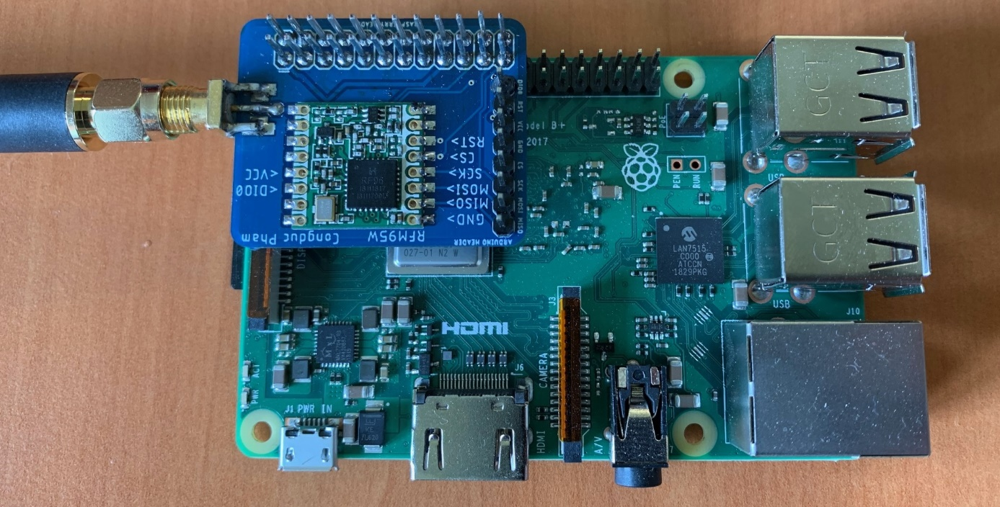 DIO0
RST
VCC
GND
CS
SCK
MOSI
MISO
RST>
CS>
SCK>
MOSI>
MISO>
GND>
<VCC
<DIO0
RF96
RFM95W
Congduc Pham
ARDUINO HEADER
odel B+
2017
PoE
PEN
RUN
GCT
USB
GCT
USB
LAN7515
C000
ATCCN
1829PKG
027-01 N2 W
DIS
HDMI
J3
CAMERA
J6
HDMI
A/V
J10
ACT
PWR
J1 PWR IN